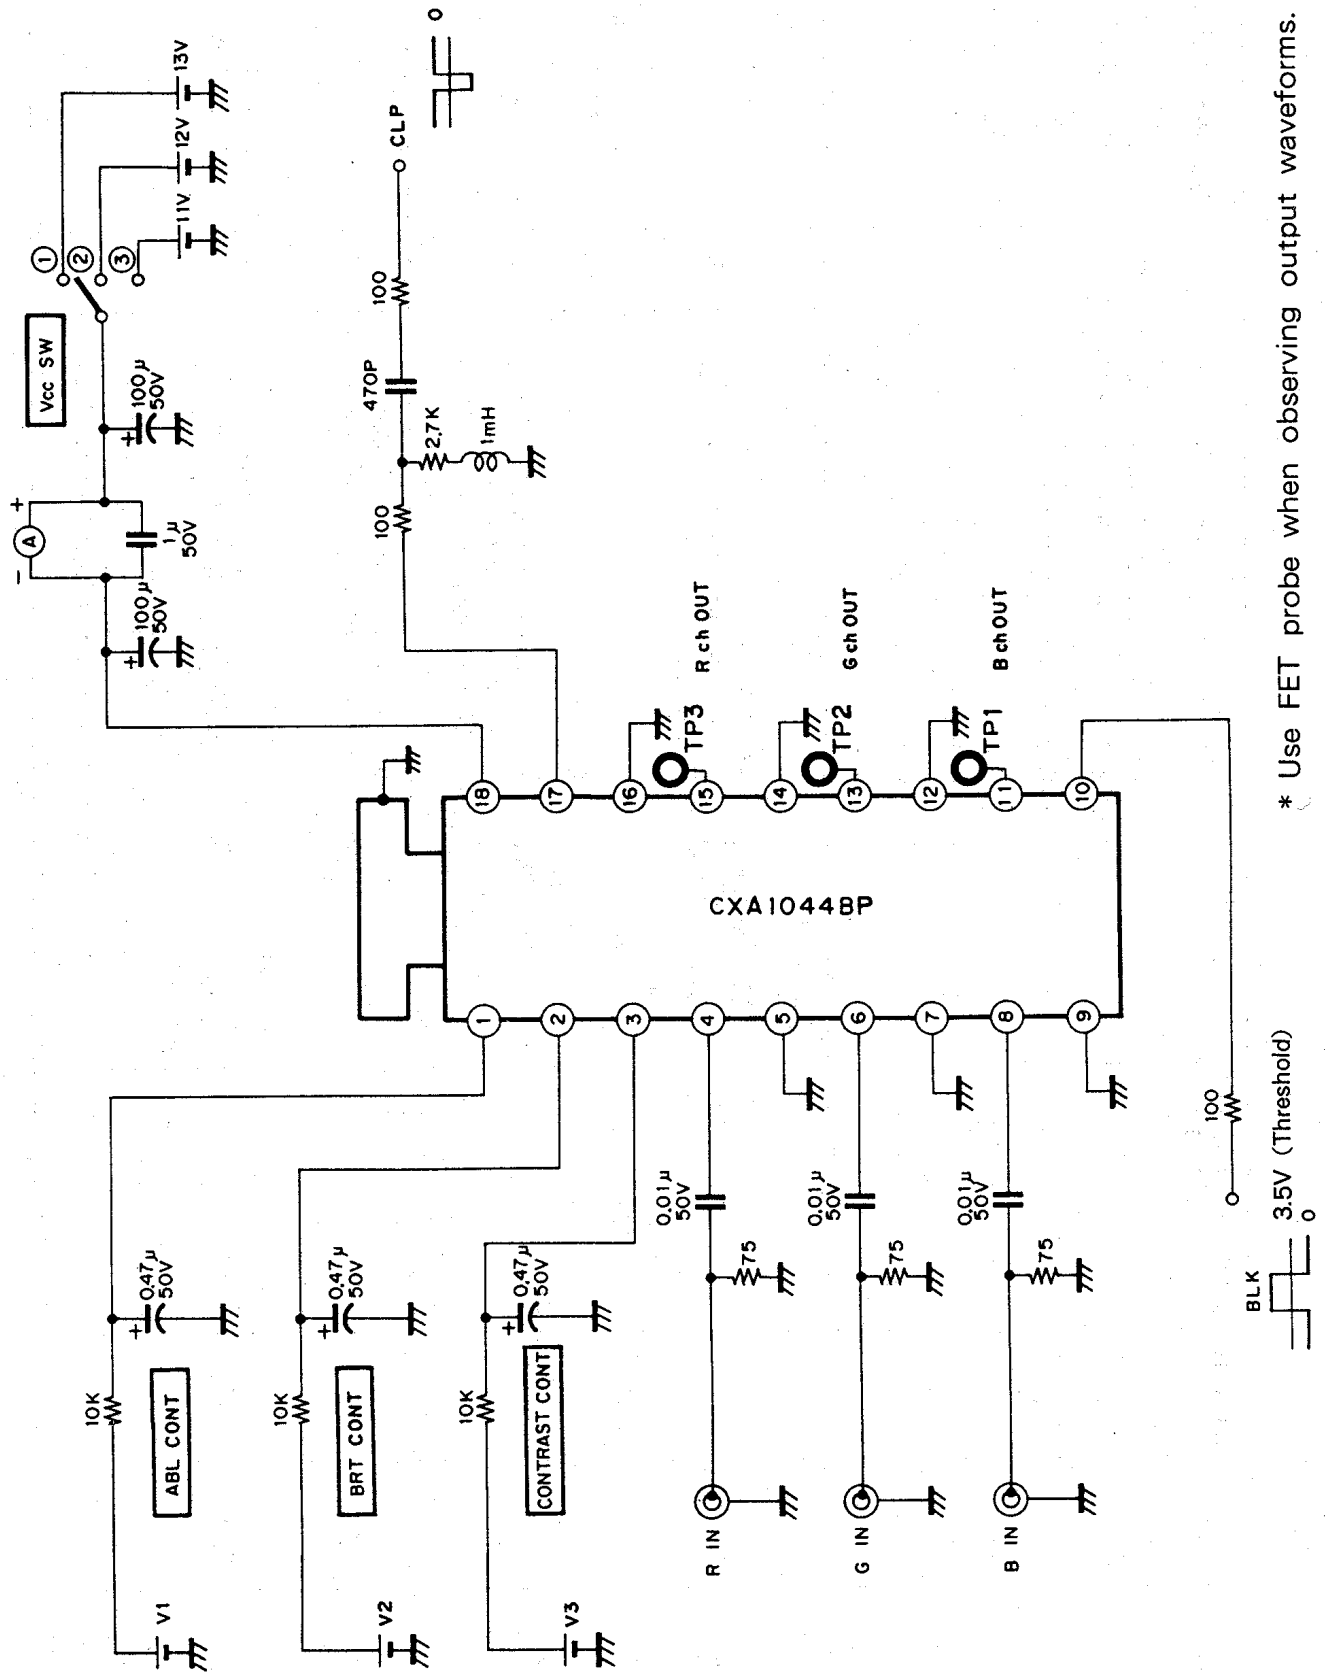 Vcc SW
1
2
3
11V
12V
13V
A
+
-
1μ
50V
+
100μ
50V
+
100μ
50V
CLP
0
100
470P
2.7K
1mH
100
CXA1044BP
18
17
16
15
14
13
12
11
10
1
2
3
4
5
6
7
8
9
TP3
R ch OUT
TP2
G ch OUT
TP1
B ch OUT
V1
10K
+
0.47μ
50V
ABL CONT
V2
10K
+
0.47μ
50V
BRT CONT
V3
10K
+
0.47μ
50V
CONTRAST CONT
R IN
75
0.01μ
50V
G IN
75
0.01μ
50V
B IN
75
0.01μ
50V
100
BLK
3.5V (Threshold)
0
* Use FET probe when observing output waveforms.